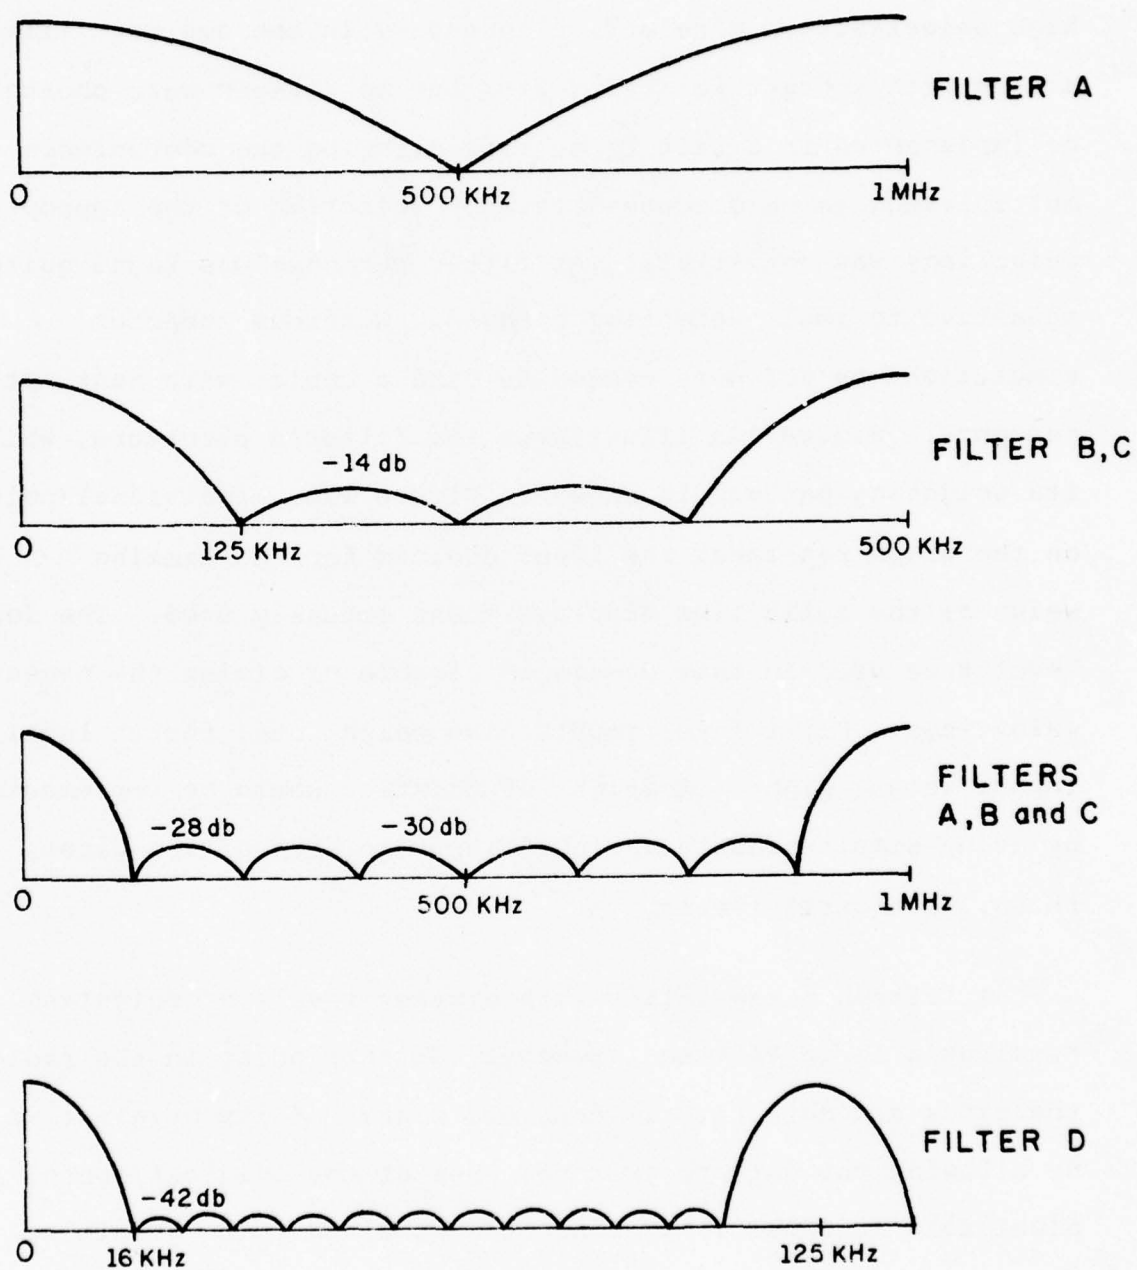 FILTER A
0 500 KHz 1 MHz
FILTER B,C
-14 db
0 125 KHz 500 KHz
FILTERS
A, B and C
-28 db -30 db
0 500 KHz 1 MHz
FILTER D
-42 db
0 16 KHz 125 KHz